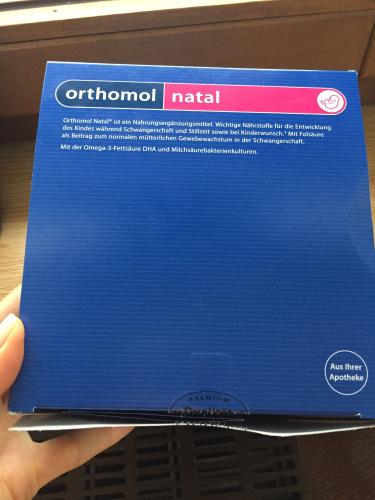 orthomol natal
Orthomol Natal® ist ein Nahrungsergänzungsmittel. Wichtige Nährstoffe für die Entwicklung
des Kindes während Schwangerschaft und Stillzeit sowie bei Kinderwunsch.¹ Mit Folsäure
als Beitrag zum normalen mütterlichen Gewebewachstum in der Schwangerschaft.
Mit der Omega-3-Fettsäure DHA und Milchsäurebakterienkulturen.
Aus Ihrer
Apotheke
PREMIUM